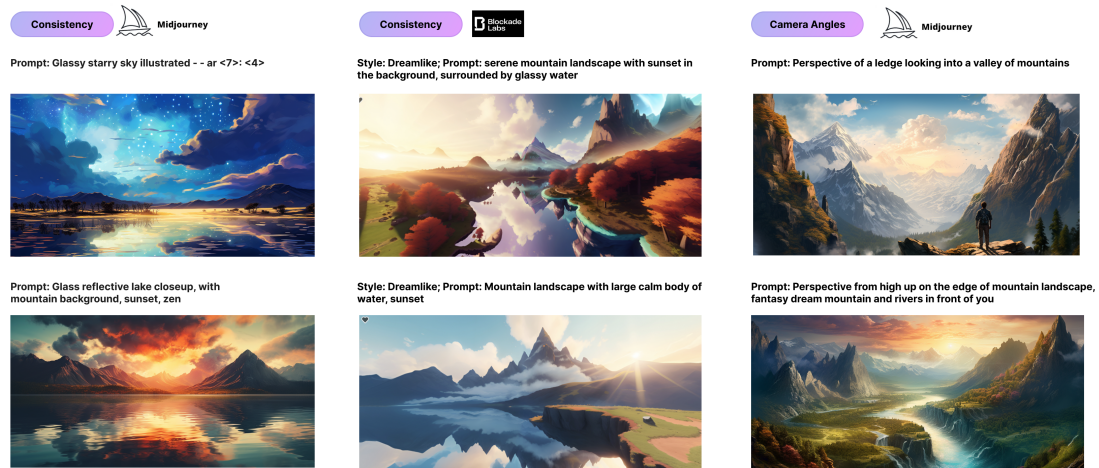 Consistency
Midjourney
Prompt: Glassy starry sky illustrated - - ar <7>: <4>
Prompt: Glass reflective lake closeup, with
mountain background, sunset, zen
Consistency
Blockade
Labs
Style: Dreamlike; Prompt: serene mountain landscape with sunset in
the background, surrounded by glassy water
Style: Dreamlike; Prompt: Mountain landscape with large calm body of
water, sunset
Camera Angles
Midjourney
Prompt: Perspective of a ledge looking into a valley of mountains
Prompt: Perspective from high up on the edge of mountain landscape,
fantasy dream mountain and rivers in front of you